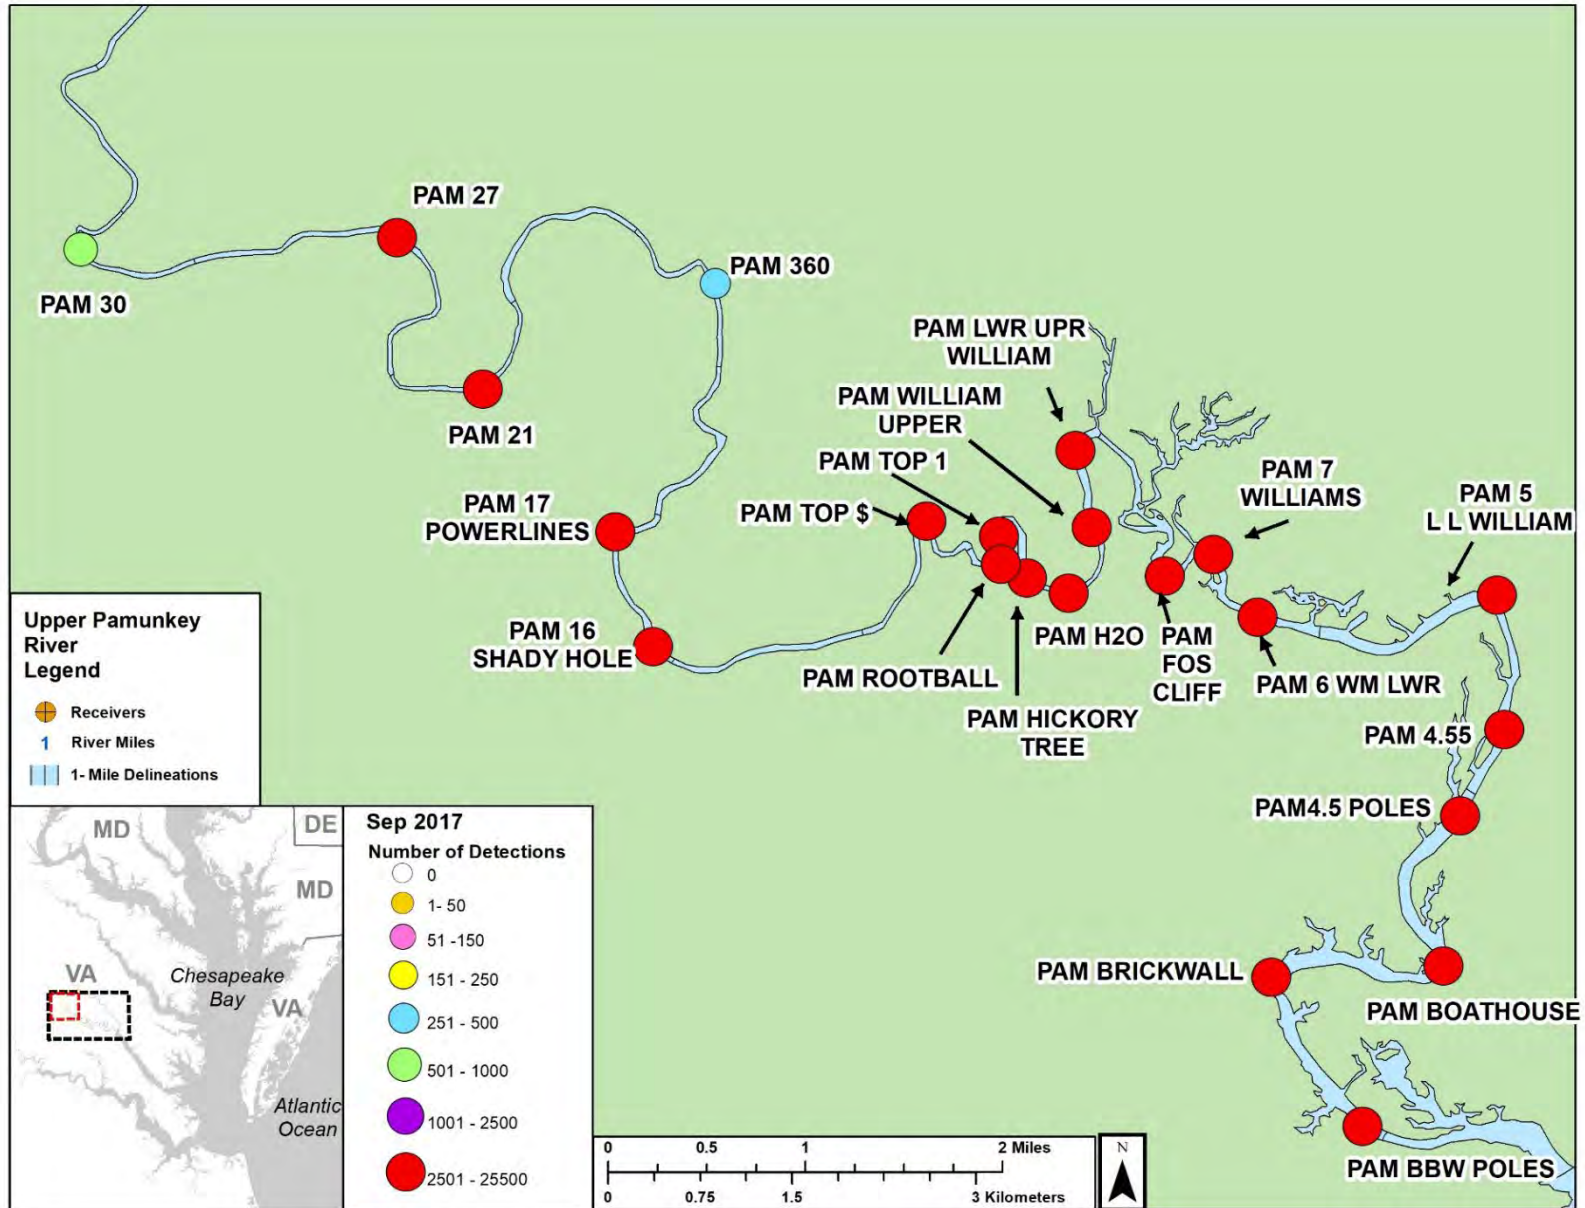 PAM 27
PAM 30
PAM 360
PAM 21
PAM LWR UPR
WILLIAM
PAM WILLIAM
UPPER
PAM TOP 1
PAM TOP $
PAM 17
POWERLINES
PAM 7
WILLIAMS
PAM 5
L L WILLIAM
PAM 16
SHADY HOLE
PAM ROOTBALL
PAM HICKORY
TREE
PAM H2O
PAM
FOS
CLIFF
PAM 6 WM LWR
PAM 4.55
PAM4.5 POLES
PAM BRICKWALL
PAM BOATHOUSE
PAM BBW POLES
Upper Pamunkey
River
Legend
Receivers
1 River Miles
1- Mile Delineations
MD
DE
MD
VA
Chesapeake
Bay
VA
Atlantic
Ocean
Sep 2017
Number of Detections
0
1- 50
51 -150
151 - 250
251 - 500
501 - 1000
1001 - 2500
2501 - 25500
0 0.5 1 2 Miles
0 0.75 1.5 3 Kilometers
N